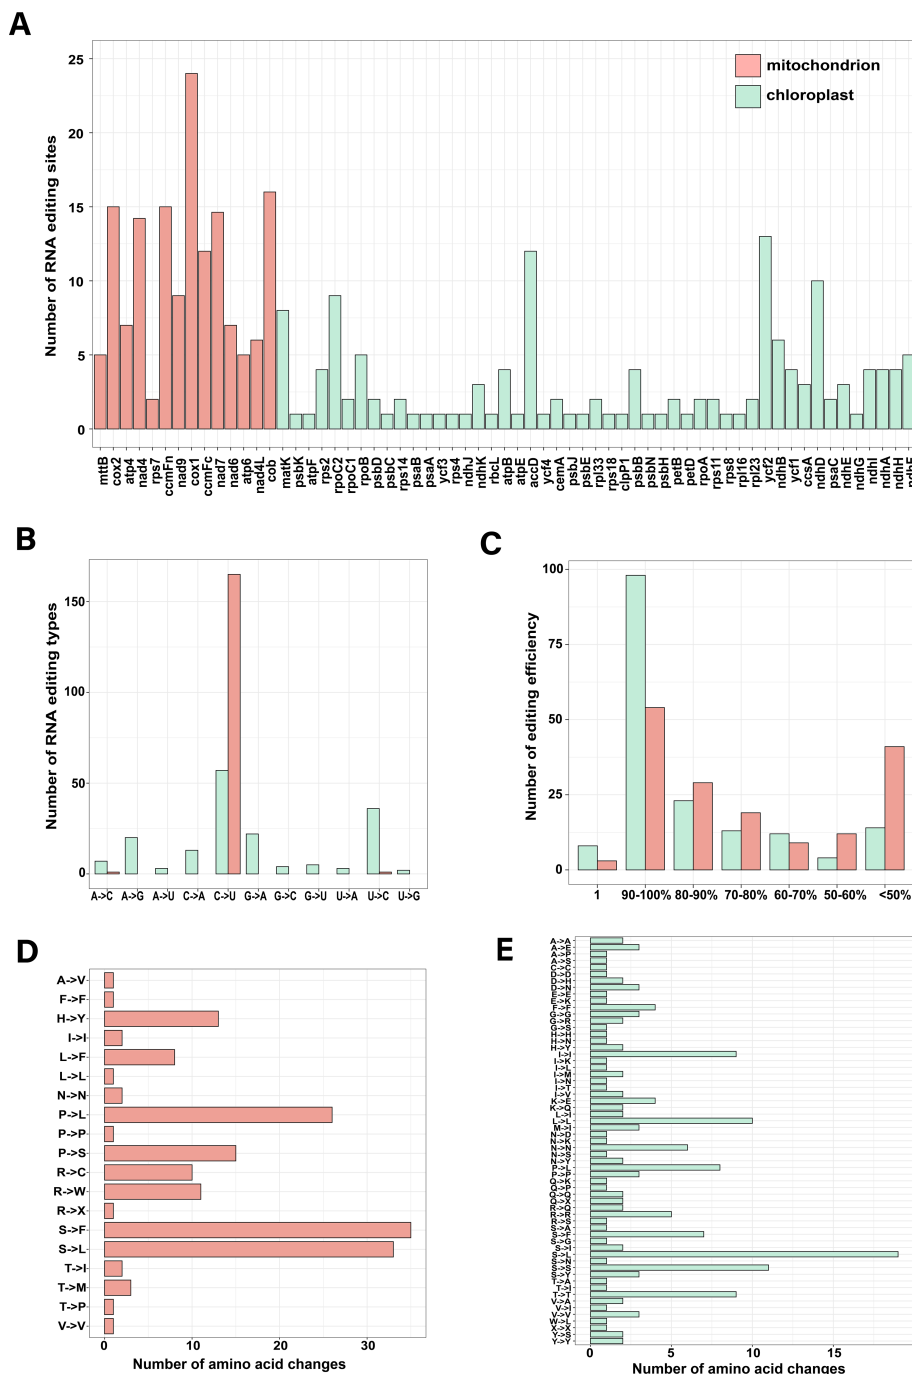 A
Number of RNA editing sites
25
20
15
10
5
0
mitochondrion
chloroplast
mttB
cox2
atp4
nad4
rps7
ccmFn
nad9
cox1
ccmFc
nad7
nad6
atp6
nad4L
cob
matK
psbK
atpF
rps2
rpoC2
rpoC1
rpoB
psbD
psbC
rps14
psaB
psaA
ycf3
rps4
ndhJ
ndhK
rbcL
atpB
atpE
accD
ycf4
cemA
psbJ
psbE
rpl33
rps18
clpP1
psbB
psbN
psbH
petB
petD
rpoA
rps11
rps8
rpl16
rpl23
ycf2
ndhB
ycf1
ccsA
ndhD
psaC
ndhE
ndhG
ndhI
ndhA
ndhH
B
Number of RNA editing types
150
100
50
0
A->C A->G A->U C->A C->U G->A G->C G->U U->A U->C U->G
C
Number of editing efficiency
100
75
50
25
0
1 90-100% 80-90% 70-80% 60-70% 50-60% <50%
D
A->V
F->F
H->Y
I->I
L->F
L->L
N->N
P->L
P->P
P->S
R->C
R->W
R->X
S->F
S->L
T->I
T->M
T->P
V->V
0 10 20 30
Number of amino acid changes
E
A->A
A->E
A->P
A->S
C->C
D->D
D->H
D->N
E->E
E->K
F->F
G->G
G->R
G->S
H->H
H->N
H->Y
I->I
I->K
I->L
I->M
I->N
I->T
I->V
K->E
K->Q
L->I
L->L
M->I
N->D
N->K
N->N
N->S
N->Y
P->L
P->P
Q->K
Q->P
Q->Q
Q->X
R->Q
R->R
R->S
S->A
S->F
S->G
S->I
S->L
S->N
S->S
S->Y
T->A
T->I
T->T
V->A
V->I
V->V
W->L
X->X
Y->S
Y->Y
0 5 10 15
Number of amino acid changes